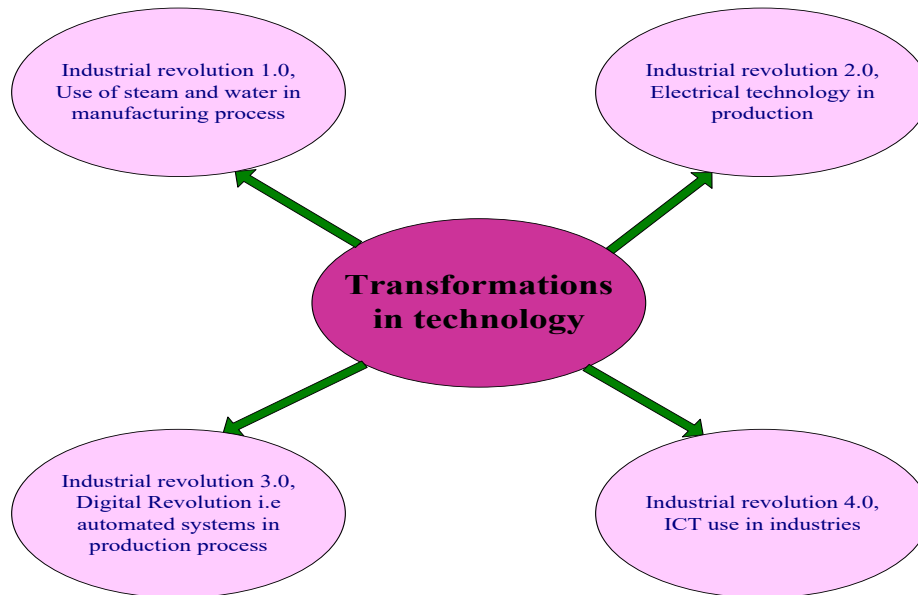 Industrial revolution 1.0,
Use of steam and water in
manufacturing process
Industrial revolution 2.0,
Electrical technology in
production
Transformations
in technology
Industrial revolution 3.0,
Digital Revolution i.e
automated systems in
production process
Industrial revolution 4.0,
ICT use in industries